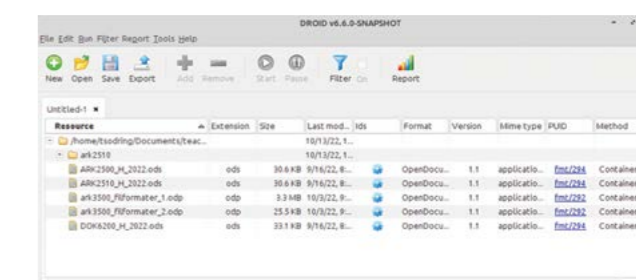 DROID v6.6.0-SNAPSHOT
File Edit Run Filter Report Tools Help
New Open Save Export Add Remove Start Pause Filter On Report
Untitled-1
Resource Extension Size Last mod... Ids Format Version Mime type PUID Method
/home/tsodring/Documents/teac... 10/13/22, 1...
ark2510 10/13/22, 1...
ARK2500_H_2022.ods ods 30.6 KB 9/16/22, 8:... OpenDocu... 1.1 applicatio... fmt/294 Container
ARK2510_H_2022.ods ods 30.6 KB 9/16/22, 8:... OpenDocu... 1.1 applicatio... fmt/294 Container
ark3500_filformater_1.odp odp 3.3 MB 10/3/22, 9:... OpenDocu... 1.1 applicatio... fmt/292 Container
ark3500_filformater_2.odp odp 25.5 KB 10/3/22, 9:... OpenDocu... 1.1 applicatio... fmt/292 Container
DOK6200_H_2022.ods ods 33.1 KB 9/16/22, 8:... OpenDocu... 1.1 applicatio... fmt/294 Container